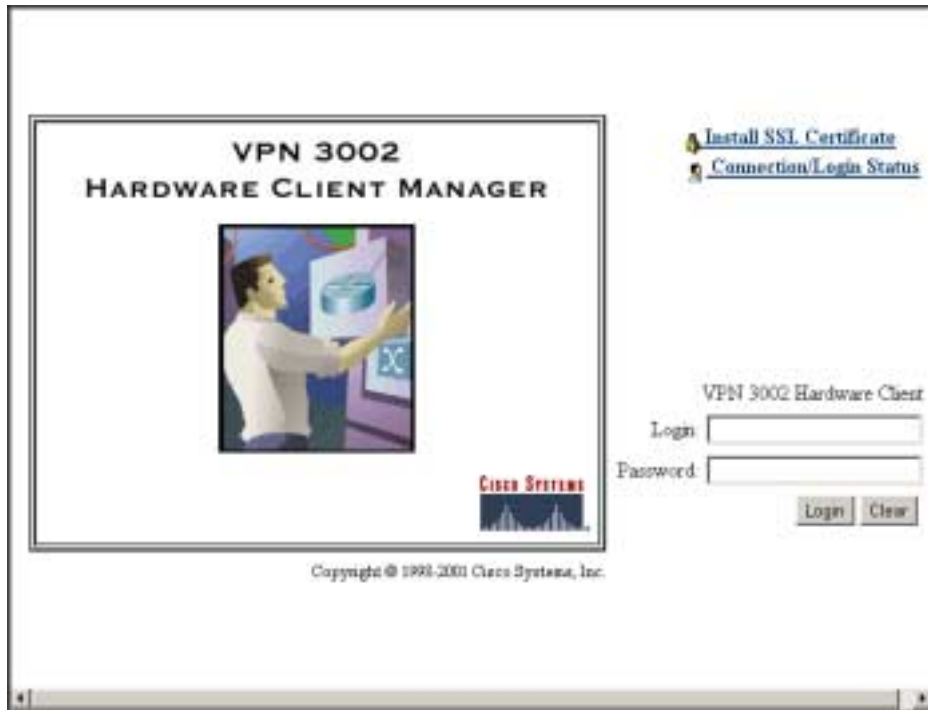 VPN 3002
HARDWARE CLIENT MANAGER
CISCO SYSTEMS
Copyright © 1998-2001 Cisco Systems, Inc.
Install SSL Certificate
Connection/Login Status
VPN 3002 Hardware Client
Login:
Password:
Login Clear